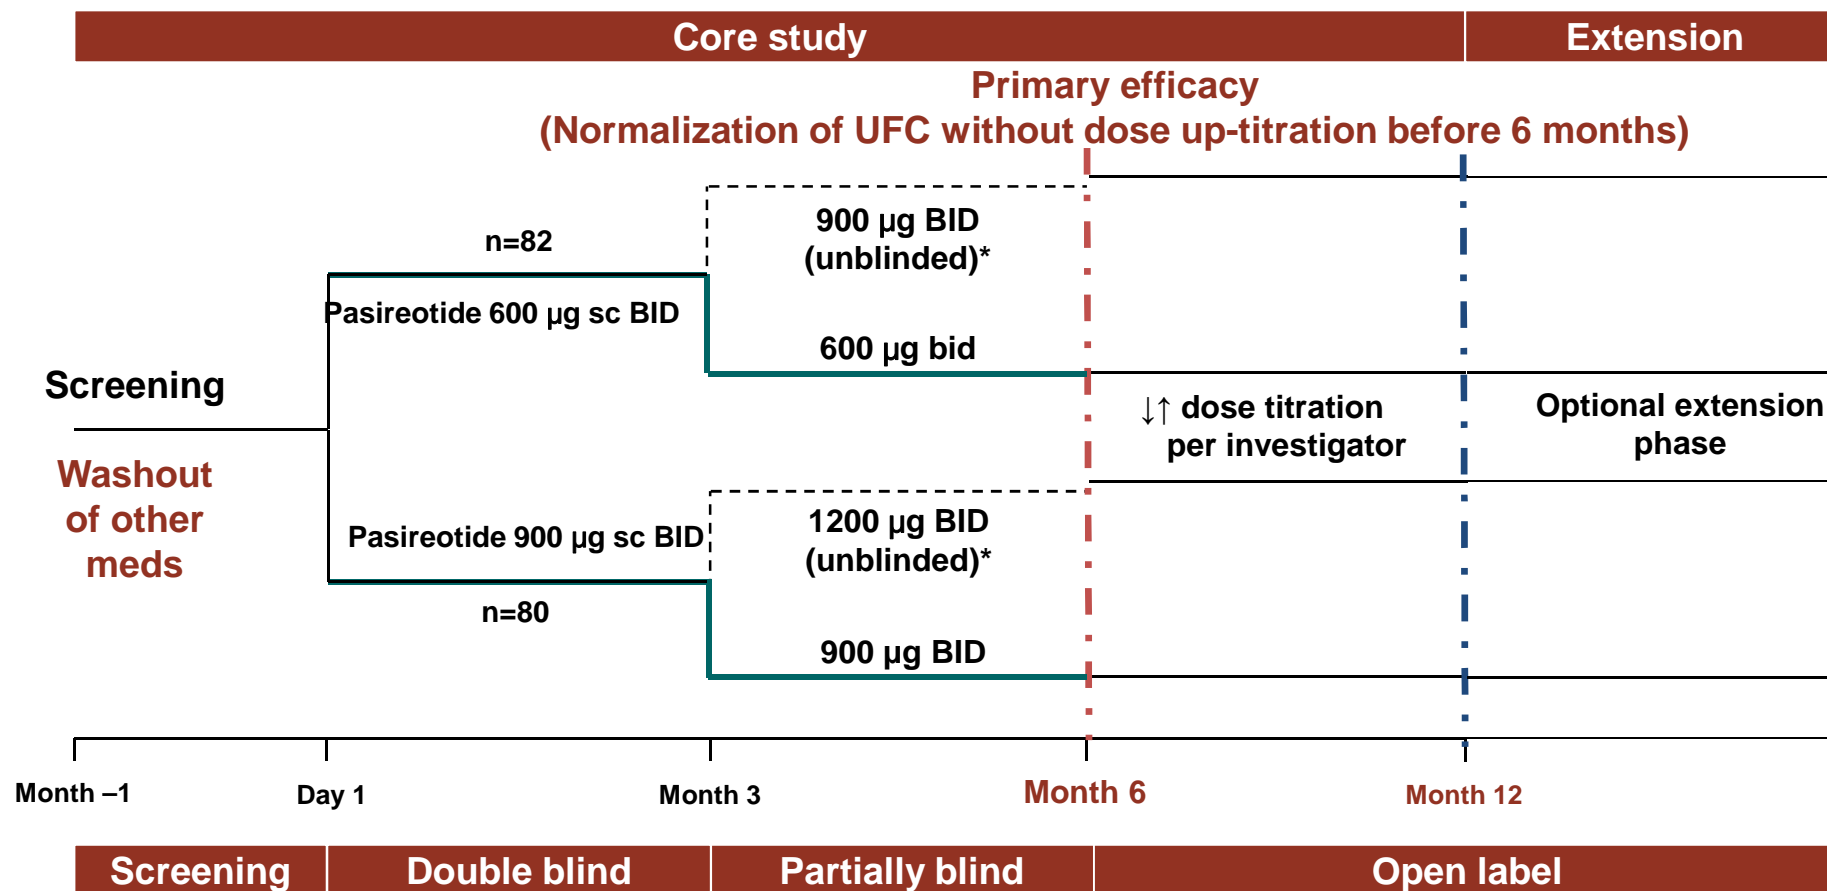 Core study
Extension
Primary efficacy
(Normalization of UFC without dose up-titration before 6 months)
n=82
Pasireotide 600 µg sc BID
900 µg BID
(unblinded)*
600 µg bid
Screening
Washout
of other
meds
↓↑ dose titration
per investigator
Optional extension
phase
Pasireotide 900 µg sc BID
n=80
1200 µg BID
(unblinded)*
900 µg BID
Month –1
Day 1
Month 3
Month 6
Month 12
Screening
Double blind
Partially blind
Open label